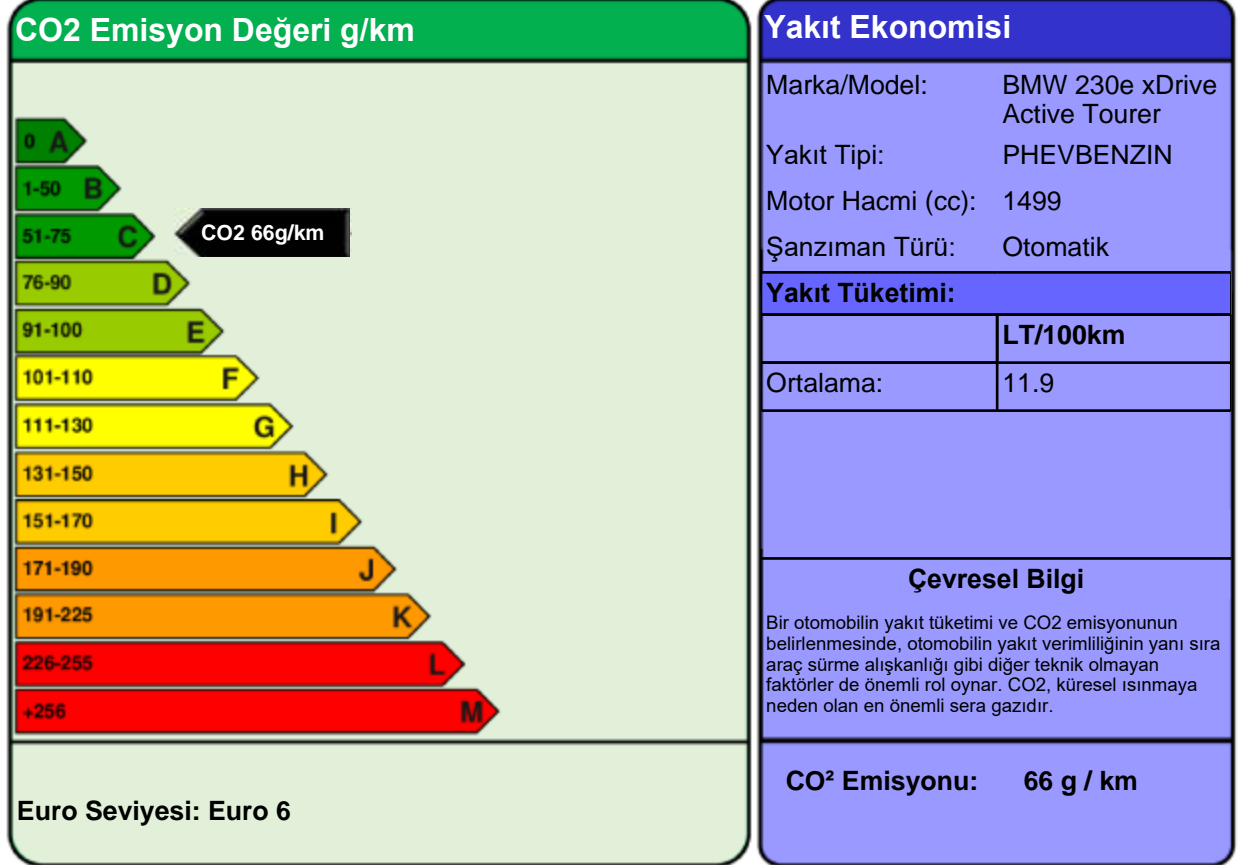 CO2 Emisyon Değeri g/km
0 A
1-50 B
51-75 C
CO2 66g/km
76-90 D
91-100 E
101-110 F
111-130 G
131-150 H
151-170 I
171-190 J
191-225 K
226-255 L
+256 M
Euro Seviyesi: Euro 6
Yakıt Ekonomisi
Marka/Model: BMW 230e xDrive
Active Tourer
Yakıt Tipi: PHEVBENZIN
Motor Hacmi (cc): 1499
Şanzıman Türü: Otomatik
Yakıt Tüketimi:
LT/100km
Ortalama: 11.9
Çevresel Bilgi
Bir otomobilin yakıt tüketimi ve CO2 emisyonunun
belirlenmesinde, otomobilin yakıt verimliliğinin yanı sıra
araç sürme alışkanlığı gibi diğer teknik olmayan
faktörler de önemli rol oynar. CO2, küresel ısınmaya
neden olan en önemli sera gazıdır.
CO² Emisyonu: 66 g / km